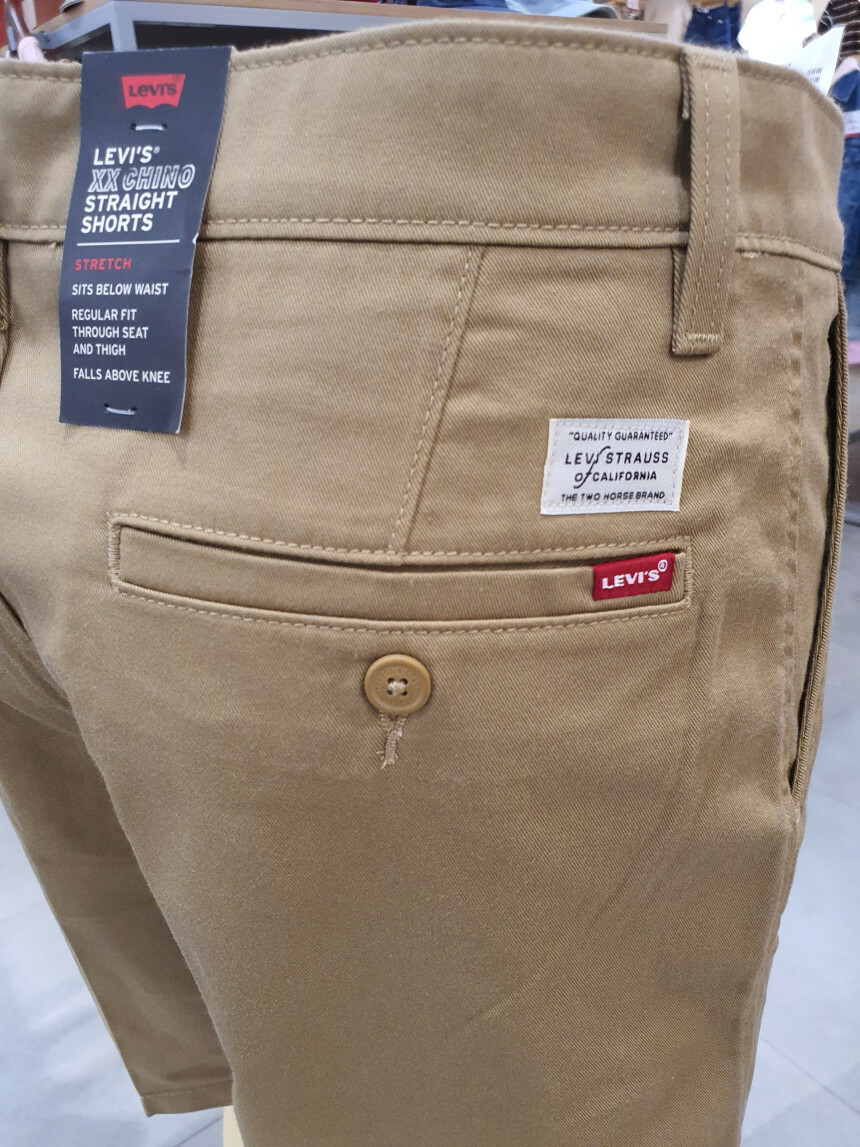 LEVI'S®
LEVI'S®
XX CHINO
STRAIGHT
SHORTS
STRETCH
SITS BELOW WAIST
REGULAR FIT
THROUGH SEAT
AND THIGH
FALLS ABOVE KNEE
"QUALITY GUARANTEED"
LEVI STRAUSS
OF CALIFORNIA
THE TWO HORSE BRAND
LEVI'S®